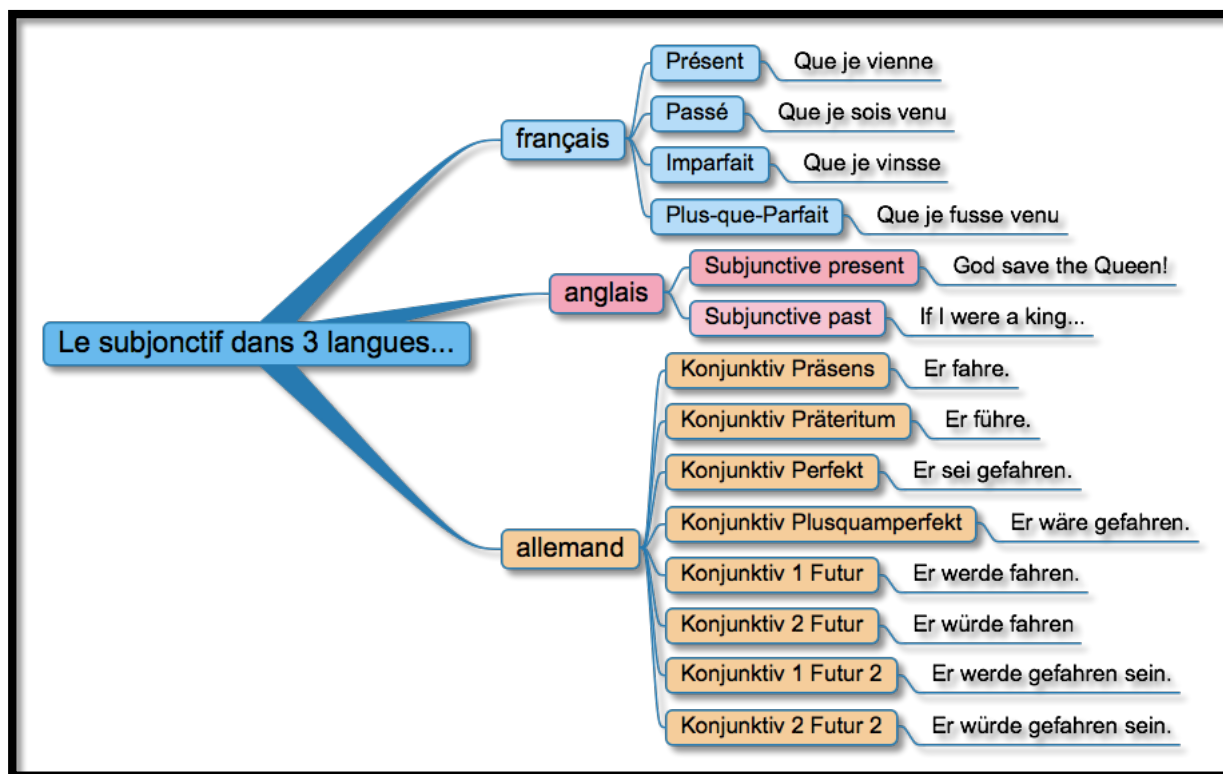 Le subjonctif dans 3 langues...
français
Présent
Que je vienne
Passé
Que je sois venu
Imparfait
Que je vinsse
Plus-que-Parfait
Que je fusse venu
anglais
Subjunctive present
God save the Queen!
Subjunctive past
If I were a king...
allemand
Konjunktiv Präsens
Er fahre.
Konjunktiv Präteritum
Er führe.
Konjunktiv Perfekt
Er sei gefahren.
Konjunktiv Plusquamperfekt
Er wäre gefahren.
Konjunktiv 1 Futur
Er werde fahren.
Konjunktiv 2 Futur
Er würde fahren
Konjunktiv 1 Futur 2
Er werde gefahren sein.
Konjunktiv 2 Futur 2
Er würde gefahren sein.